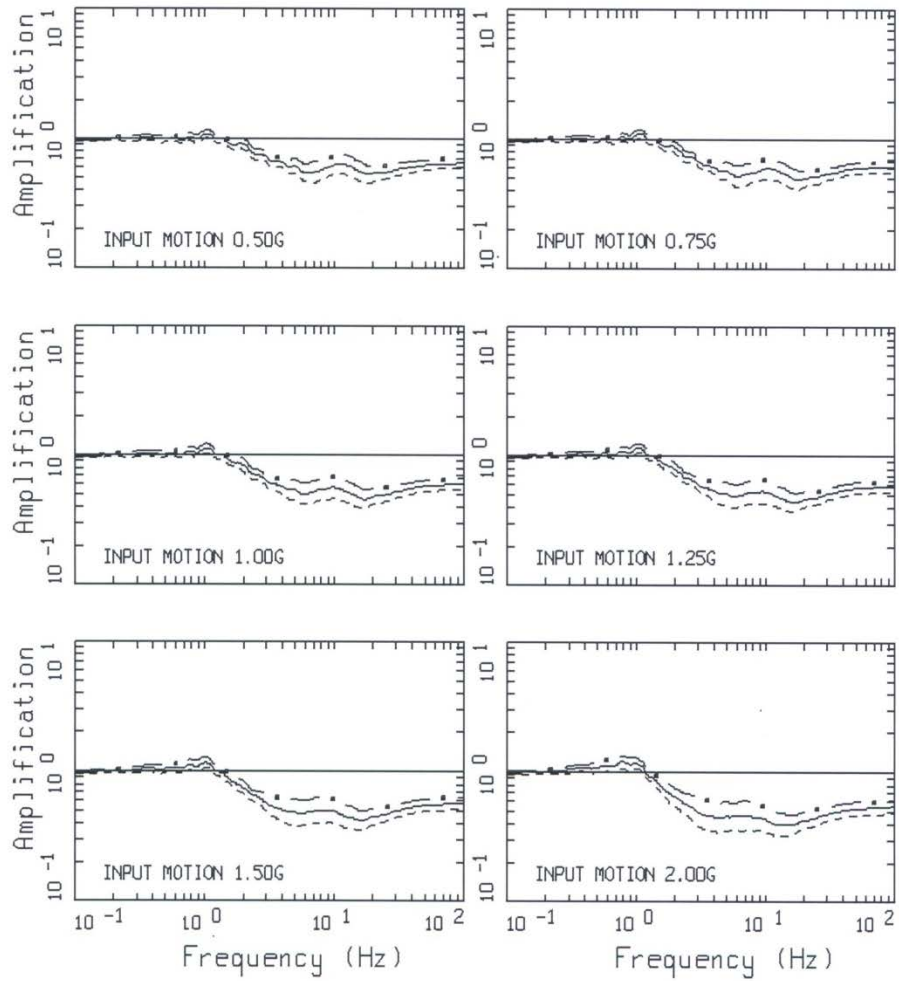 Amplification
10 1
10 0
10 -1
INPUT MOTION 0.50G
10 1
10 0
10 -1
INPUT MOTION 0.75G
Amplification
10 1
10 0
10 -1
INPUT MOTION 1.00G
10 1
10 0
10 -1
INPUT MOTION 1.25G
Amplification
10 1
10 0
10 -1
INPUT MOTION 1.50G
10 1
10 0
10 -1
INPUT MOTION 2.00G
10 -1 10 0 10 1 10 2
10 -1 10 0 10 1 10 2
Frequency (Hz)
Frequency (Hz)